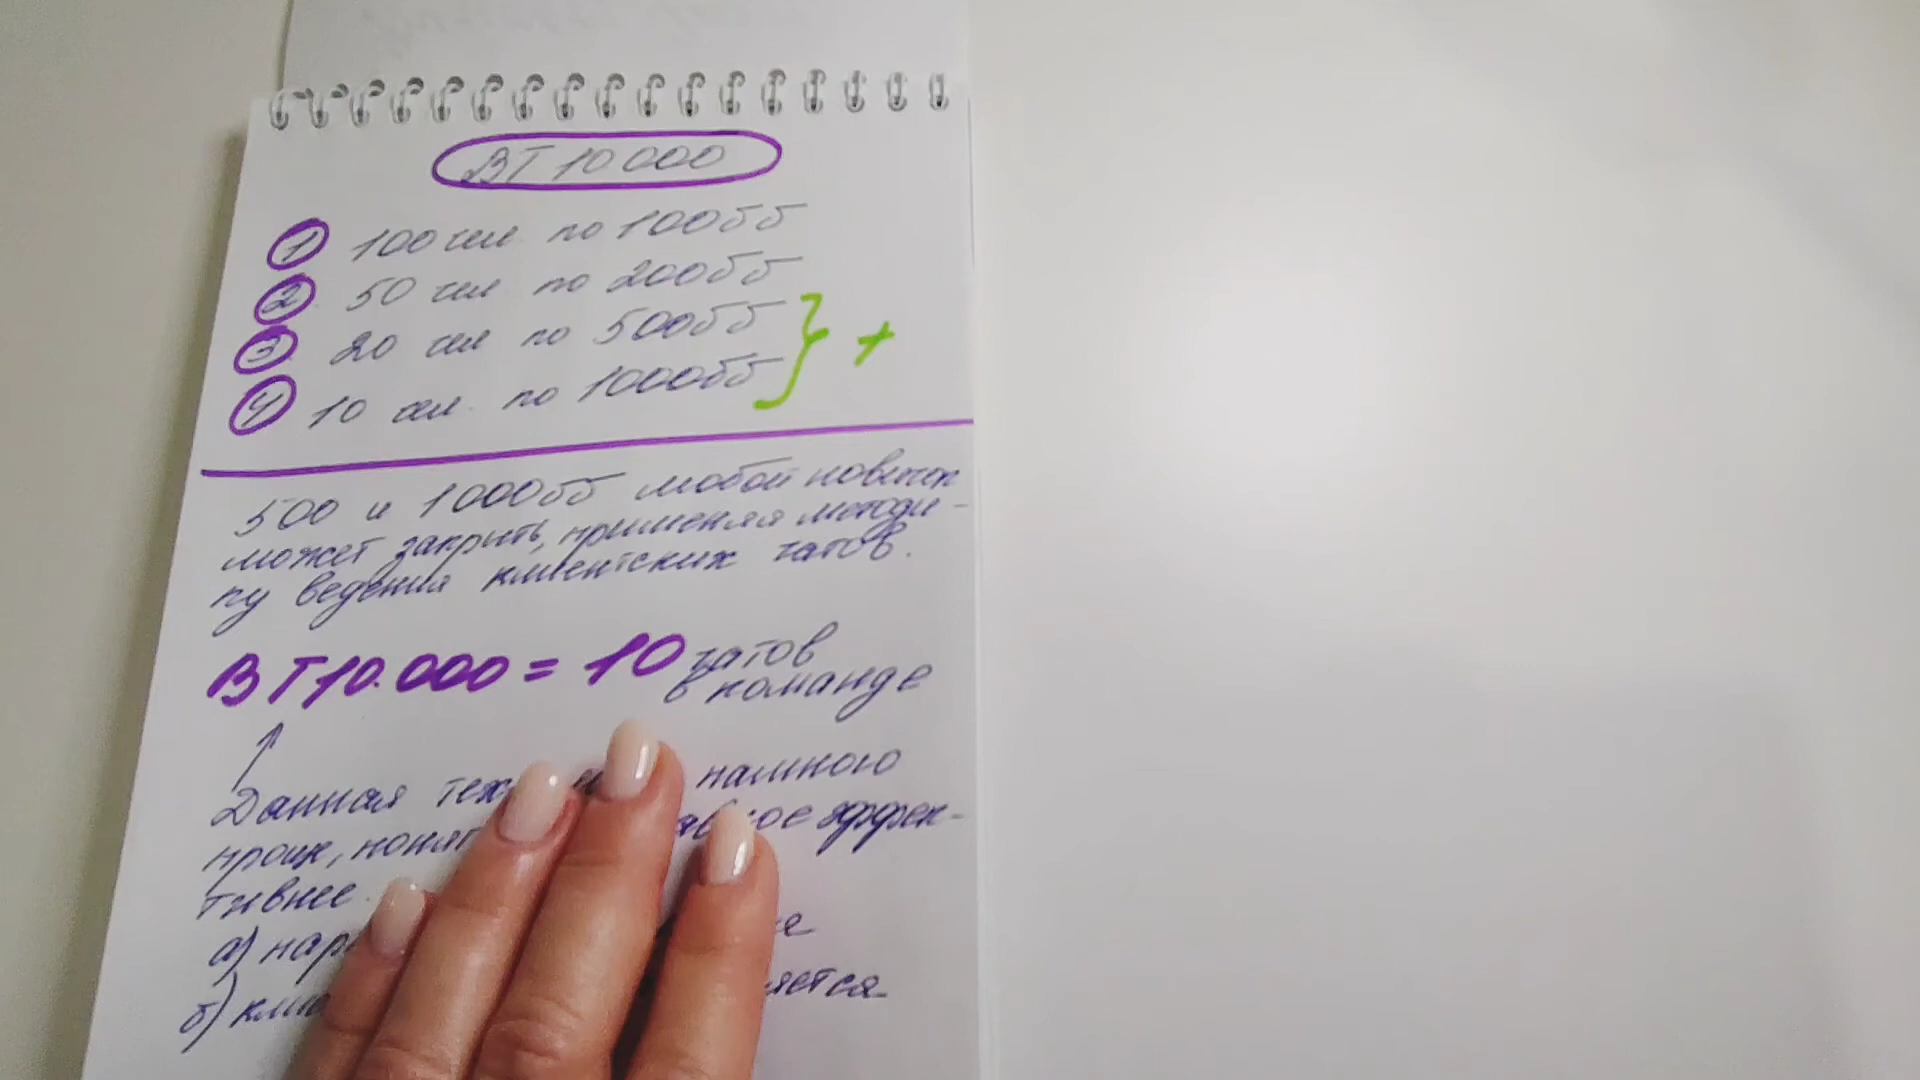 ВТ 10 000
1 100 чел. по 100бб
2 50 чел по 200бб
3 20 чел по 500бб
4 10 чел. по 1000бб } +
500 и 1000бб любой новичок
может закрыть, применяя методи-
ку ведения клиентских чатов.
ВТ10.000 = 10 чатов
в команде
Данная намного
проще,
тивнее.
а)
б)